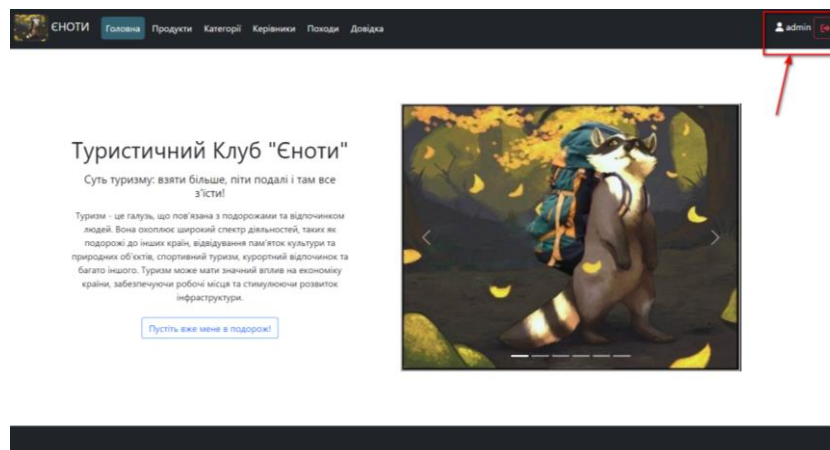 ЄНОТИ Головна Продукти Категорії Керівники Походи Довідка admin
Туристичний Клуб "Єноти"
Суть туризму: взяти більше, піти подалі і там все
з'їсти!
Туризм - це галузь, що пов'язана з подорожами та відпочинком
людей. Вона охоплює широкий спектр діяльностей, таких як
подорожі до інших країн, відвідування пам'яток культури та
природних об'єктів, спортивний туризм, курортний відпочинок та
багато іншого. Туризм може мати значний вплив на економіку
країни, забезпечуючи робочі місця та стимулюючи розвиток
інфраструктури.
Пустіть вже мене в подорож!